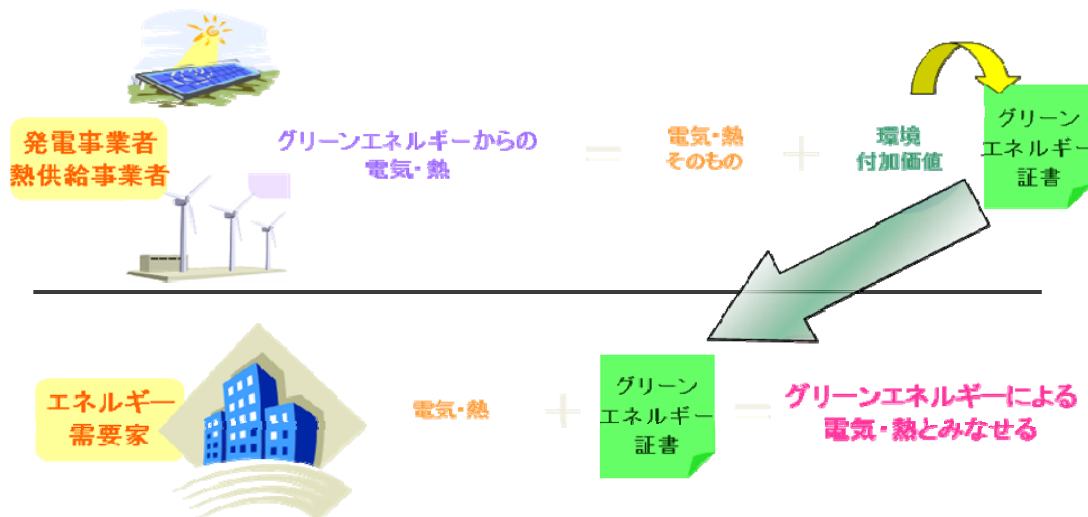 発電事業者
熱供給事業者
グリーンエネルギーからの
電気・熱
=
電気・熱
そのもの
+
環境
付加価値
グリーン
エネルギー
証書
エネルギー
需要家
電気・熱
+
グリーン
エネルギー
証書
=
グリーンエネルギーによる
電気・熱とみなせる